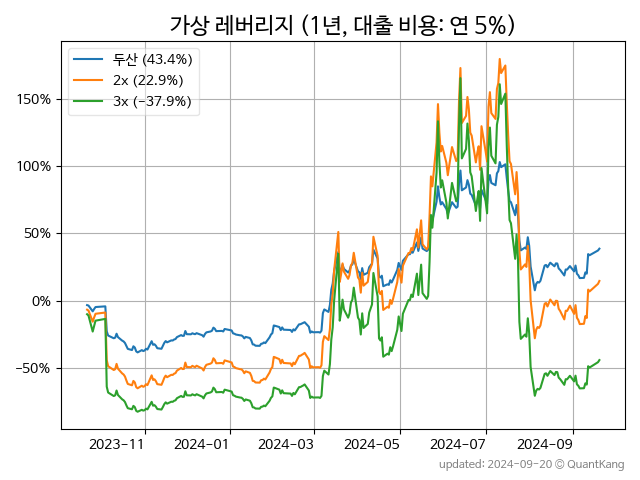 가상 레버리지 (1년, 대출 비용: 연 5%)
두산 (43.4%)
2x (22.9%)
3x (−37.9%)
150%
100%
50%
0%
−50%
2023-11
2024-01
2024-03
2024-05
2024-07
2024-09
updated: 2024-09-20 © QuantKang